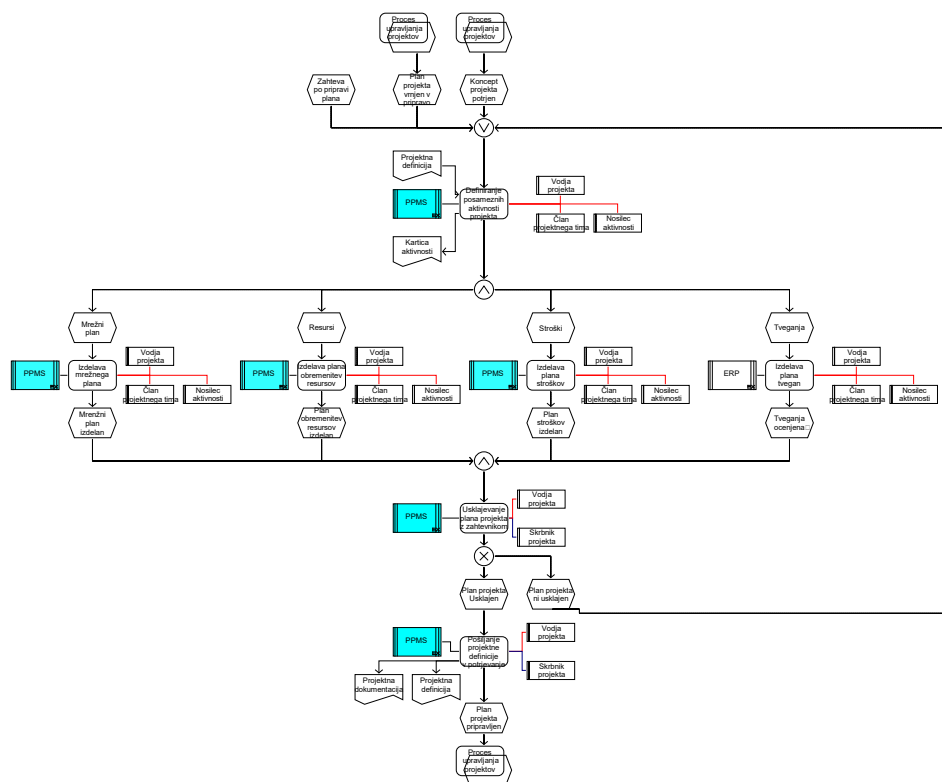 Proces
upravljanja
projektov
Proces
upravljanja
projektov
Zahteva
po pripravi
plana
Plan
projekta
vrnjen v
pripravo
Koncept
projekta
potrjen
Projektna
definicija
PPMS
Definiranje
posameznih
aktivnosti
projekta
Vodja
projekta
Član
projektnega tima
Nosilec
aktivnosti
Kartica
aktivnosti
Mrežni
plan
Resursi
Stroški
Tveganja
PPMS
Izdelava
mrežnega
plana
Vodja
projekta
Član
projektnega tima
Nosilec
aktivnosti
PPMS
Izdelava plana
obremenitev
resursov
Vodja
projekta
Član
projektnega tima
Nosilec
aktivnosti
PPMS
Izdelava
plana
stroškov
Vodja
projekta
Član
projektnega tima
Nosilec
aktivnosti
ERP
Izdelava
plana
tvegan
Vodja
projekta
Član
projektnega tima
Nosilec
aktivnosti
Mrenžni
plan
izdelan
Plan
obremenitev
resursov
izdelan
Plan
stroškov
izdelan
Tveganja
ocenjena
PPMS
Usklajevanje
plana projekta
z zahtevnikom
Vodja
projekta
Skrbnik
projekta
Plan projekta
Usklajen
Plan projekta
ni usklajen
PPMS
Pošiljanje
projektne
definicije
v potrjevanje
Vodja
projekta
Skrbnik
projekta
Projektna
dokumentacija
Projektna
definicija
Plan
projekta
pripravljen
Proces
upravljanja
projektov